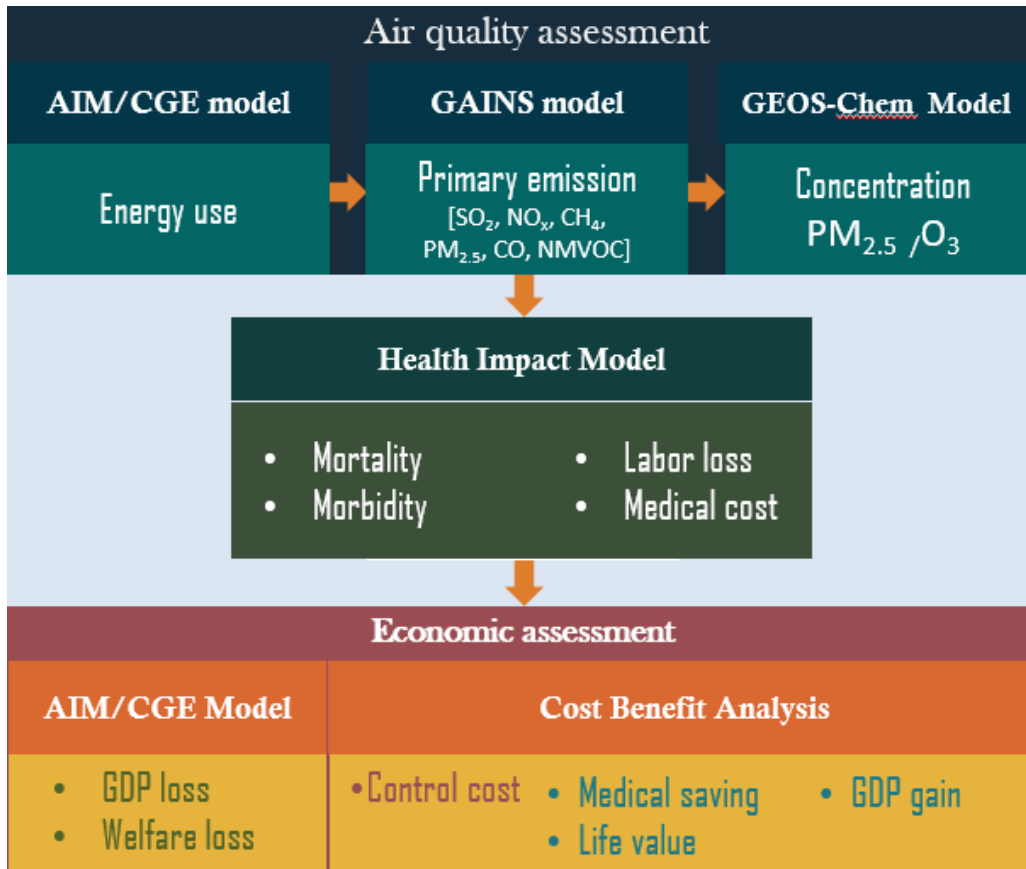 Air quality assessment
AIM/CGE model
GAINS model
GEOS-Chem Model
Energy use
Primary emission
[SO₂, NOₓ, CH₄,
PM₂.₅, CO, NMVOC]
Concentration
PM₂.₅ /O₃
Health Impact Model
• Mortality
• Morbidity
• Labor loss
• Medical cost
Economic assessment
AIM/CGE Model
Cost Benefit Analysis
• GDP loss
• Welfare loss
•Control cost
• Medical saving
• Life value
• GDP gain